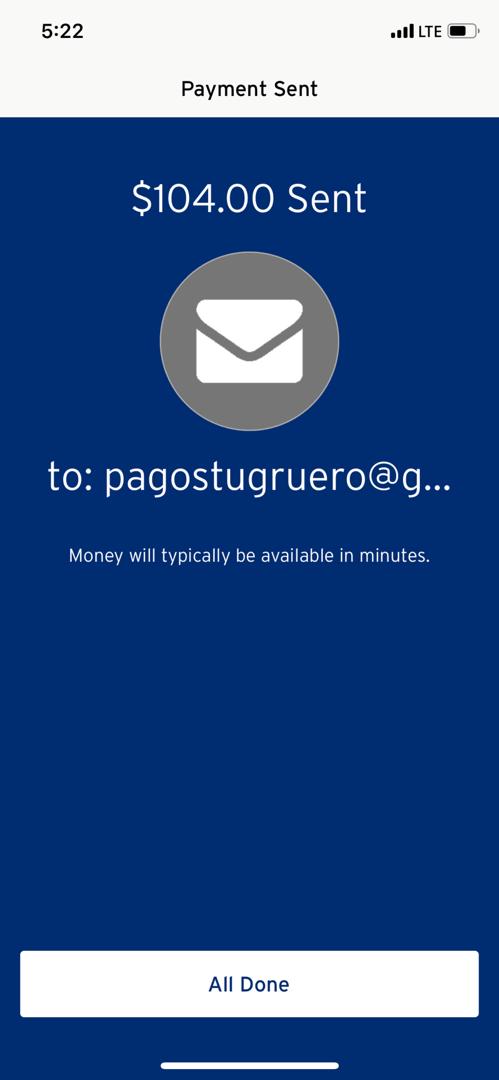 5:22 LTE
Payment Sent
$104.00 Sent
to: pagostugruero@g...
Money will typically be available in minutes.
All Done